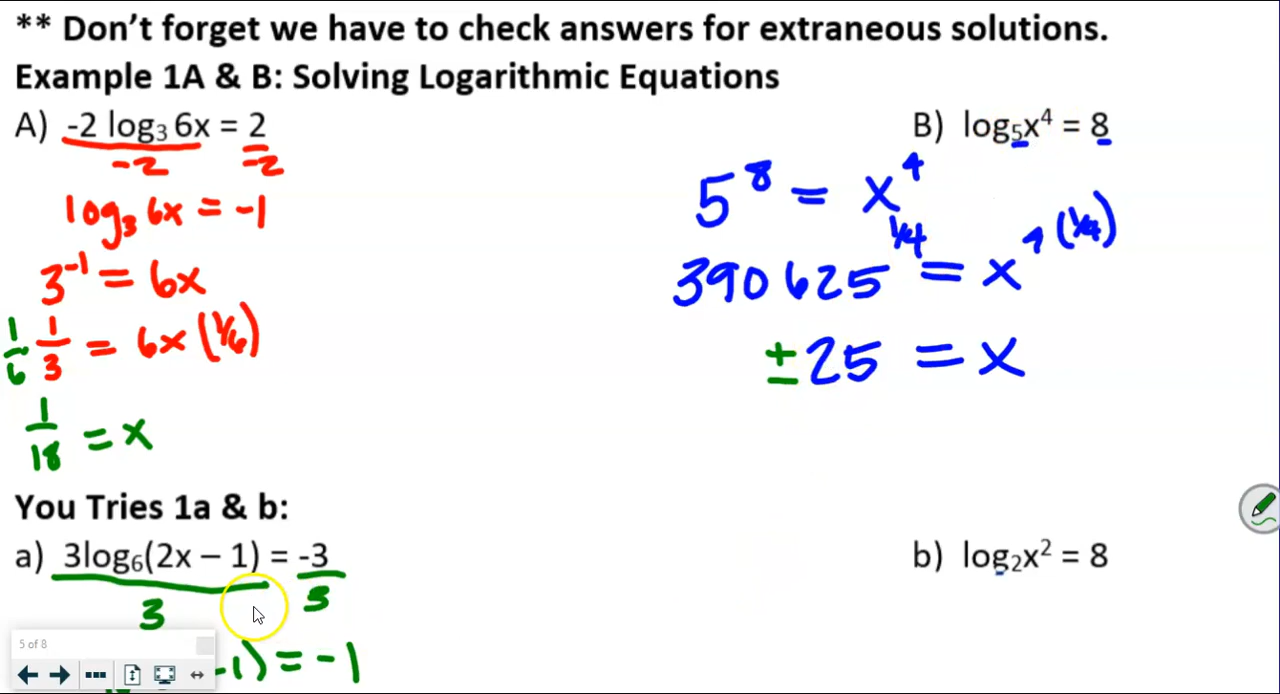 ** Don't forget we have to check answers for extraneous solutions.
Example 1A & B: Solving Logarithmic Equations
A) -2 log₃ 6x = 2
-2 -2
log₃ 6x = -1
3⁻¹ = 6x
1/6 1/3 = 6x (1/6)
1/18 = x
B) log₅x⁴ = 8
5⁸ = x⁴
390625^1/4 = x^4 (1/4)
±25 = x
You Tries 1a & b:
a) 3log₆(2x – 1) = -3
3 3
-1) = -1
b) log₂x² = 8
5 of 8